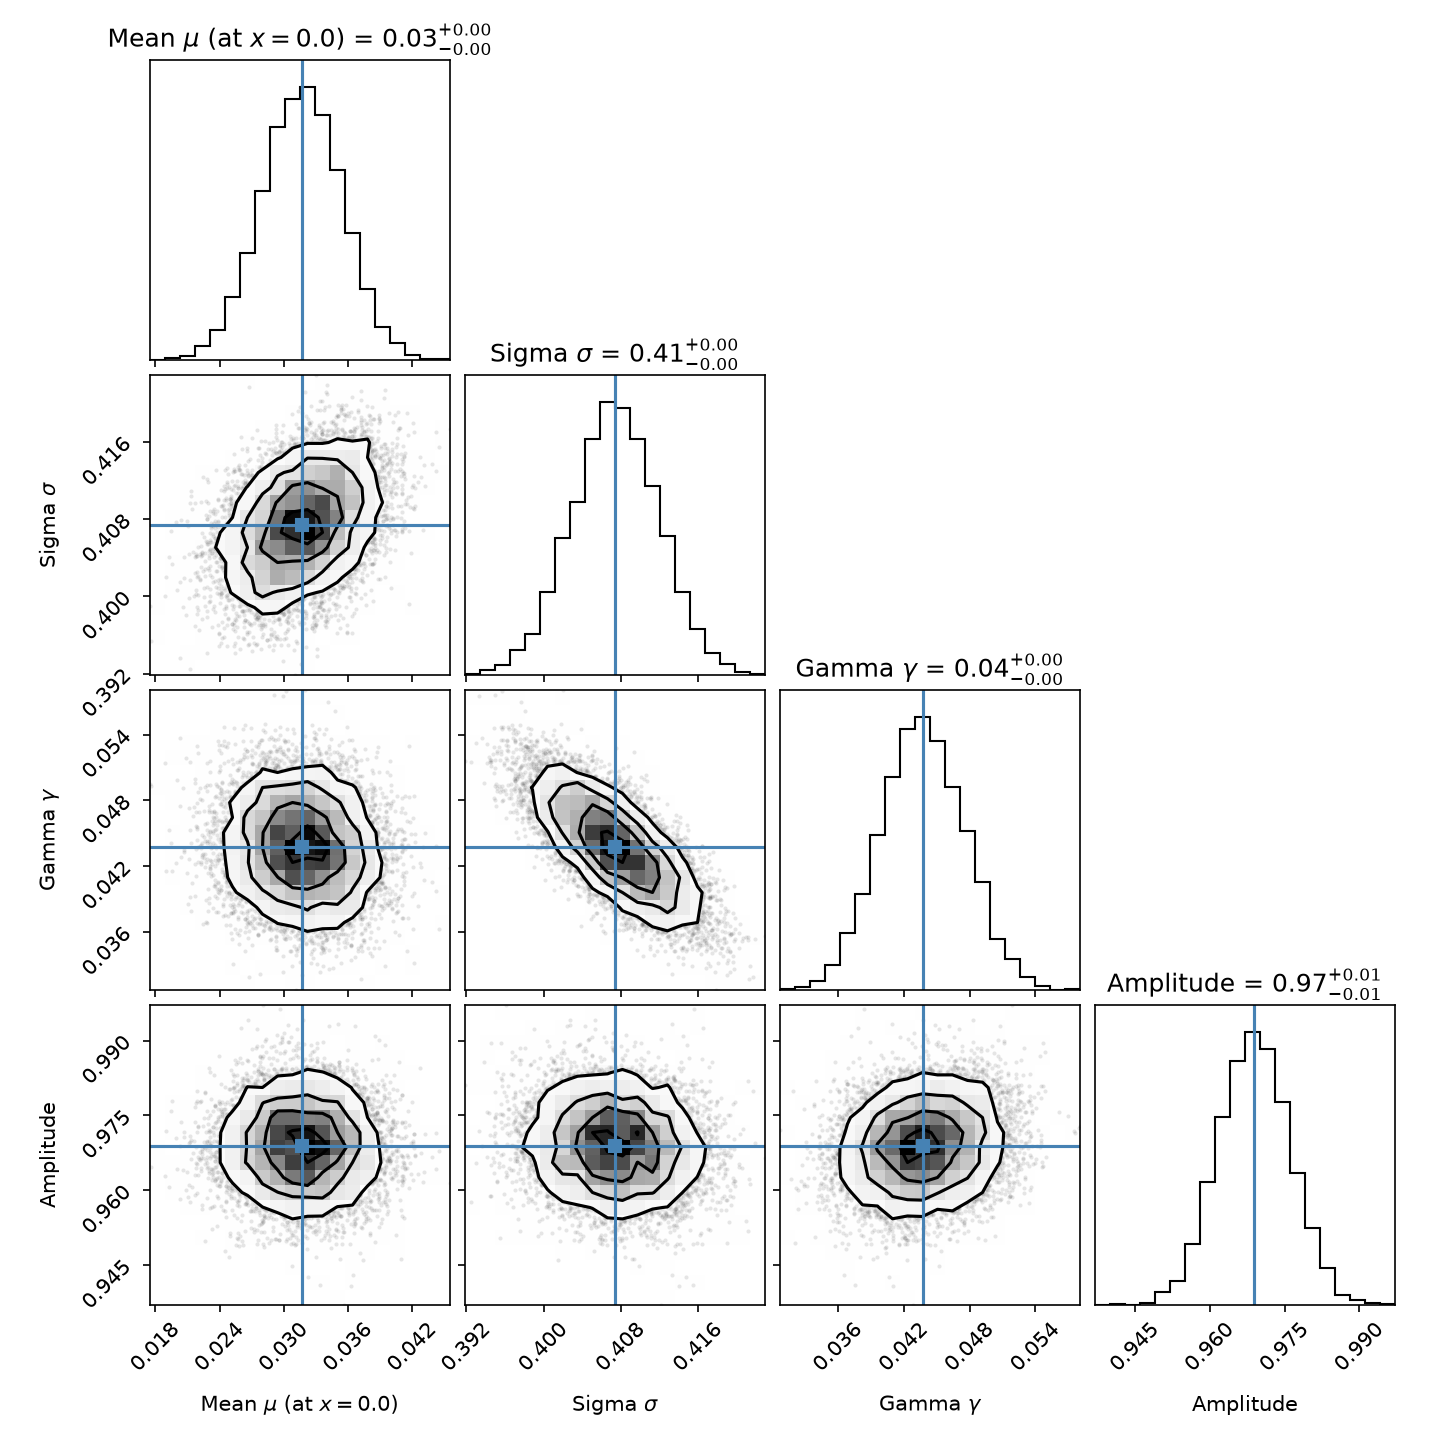 Mean μ (at x = 0.0) = 0.03 +0.00 −0.00
Sigma σ = 0.41 +0.00 −0.00
0.416
0.408
0.400
0.392
Sigma σ
Gamma γ = 0.04 +0.00 −0.00
0.054
0.048
0.042
0.036
Gamma γ
Amplitude = 0.97 +0.01 −0.01
0.990
0.975
0.960
0.945
Amplitude
0.018 0.024 0.030 0.036 0.042
0.392 0.400 0.408 0.416
0.036 0.042 0.048 0.054
0.945 0.960 0.975 0.990
Mean μ (at x = 0.0)
Sigma σ
Gamma γ
Amplitude